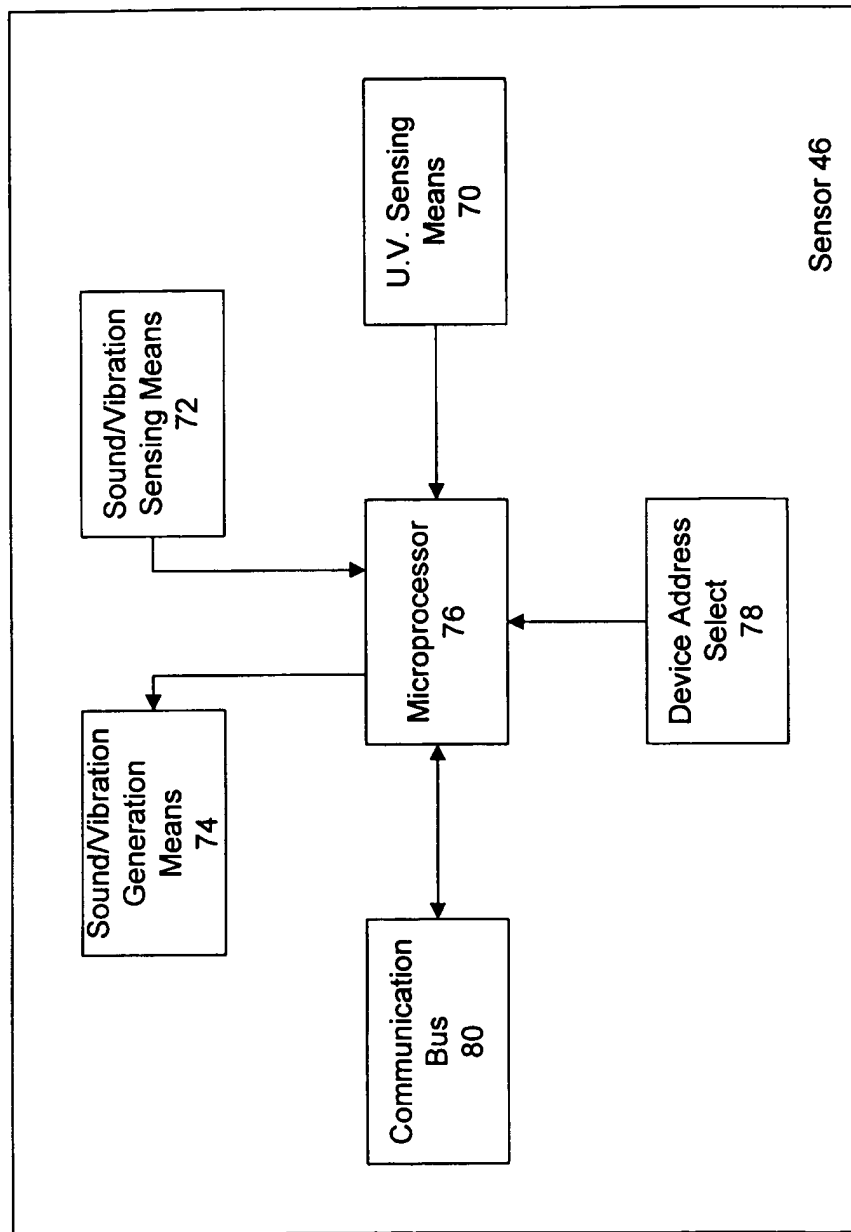 Sound/Vibration
Generation
Means
74
Sound/Vibration
Sensing Means
72
Communication
Bus
80
Microprocessor
76
U.V. Sensing
Means
70
Device Address
Select
78
Sensor 46